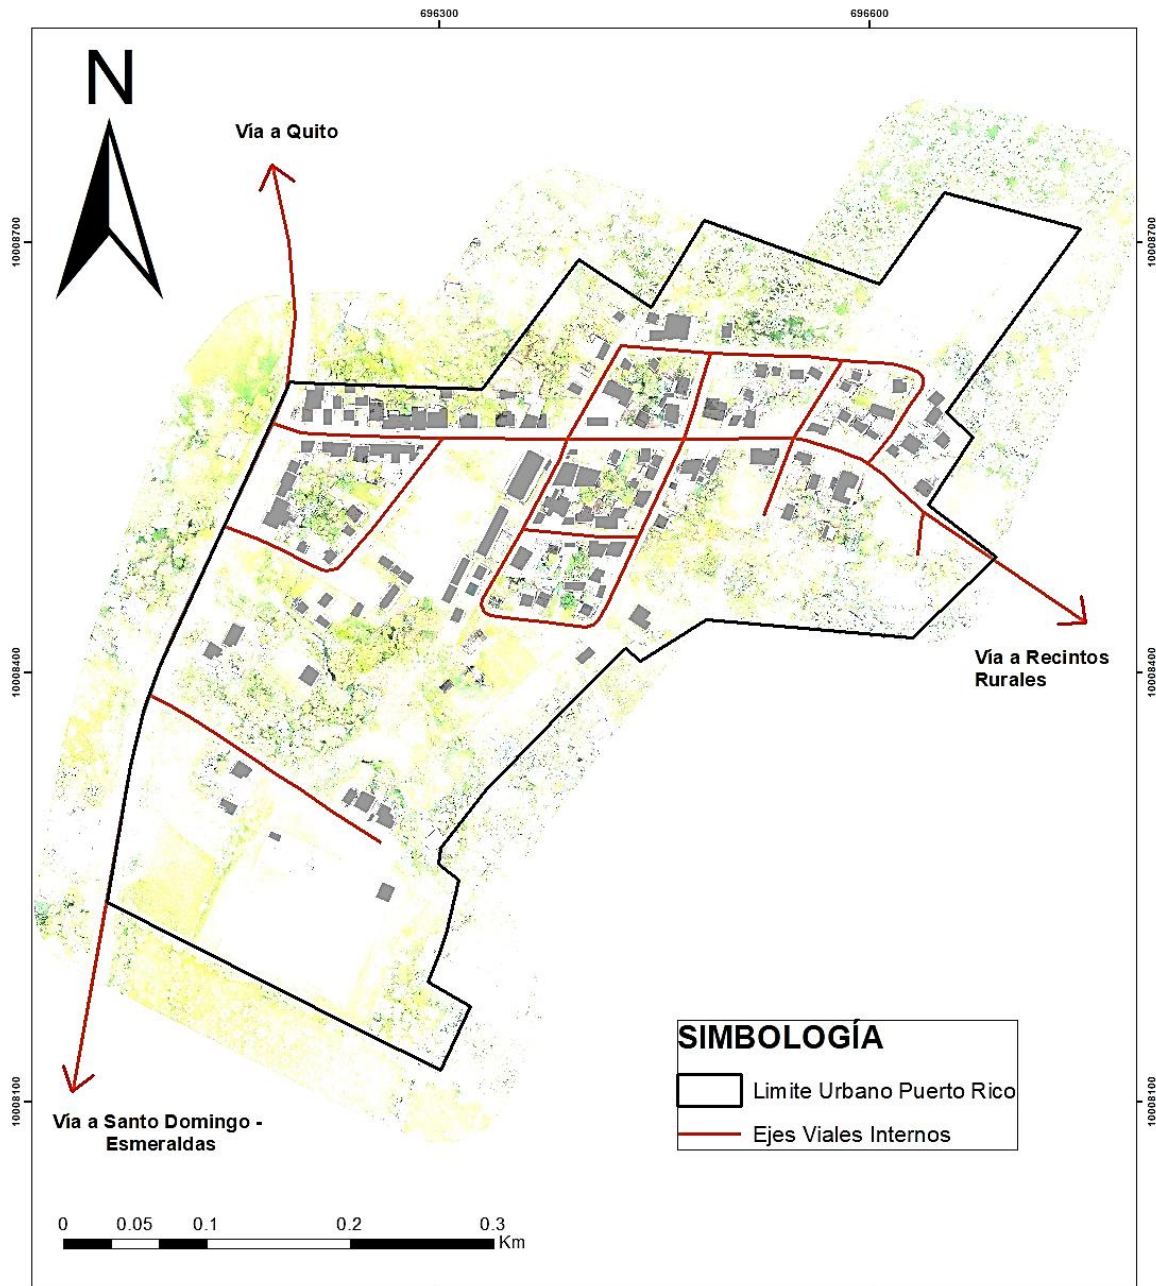 696300
696600
N
Vía a Quito
10008700
10008700
10008400
10008400
Vía a Recintos
Rurales
SIMBOLOGÍA
Limite Urbano Puerto Rico
Ejes Viales Internos
10008100
10008100
Vía a Santo Domingo -
Esmeraldas
0 0.05 0.1 0.2 0.3
Km